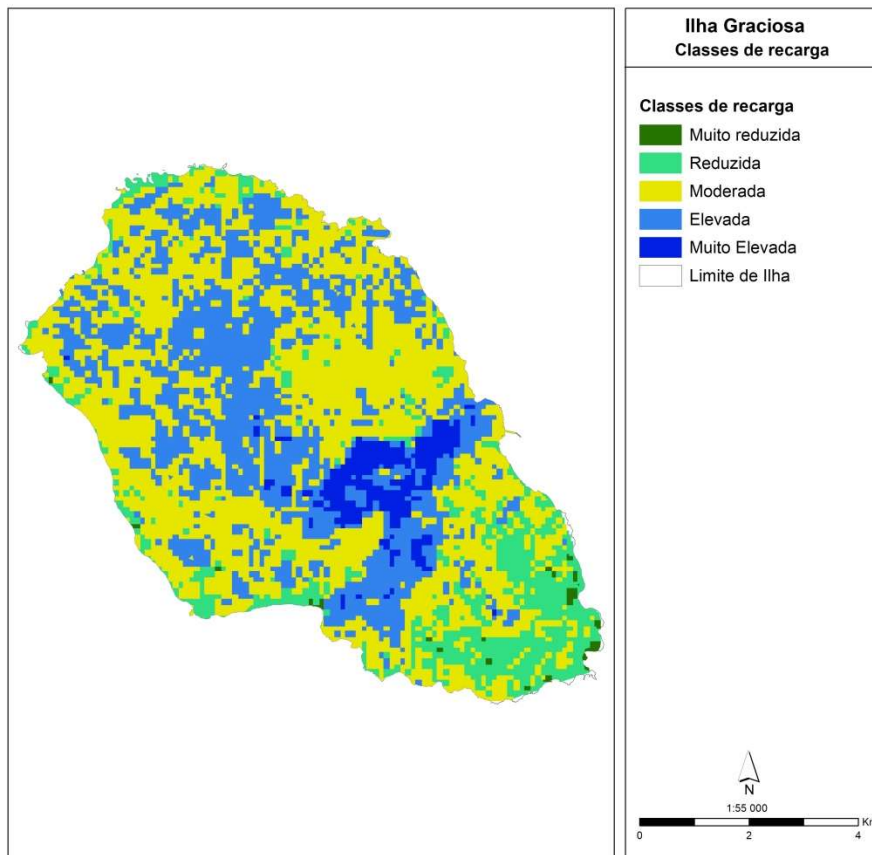 Ilha Graciosa
Classes de recarga
Classes de recarga
Muito reduzida
Reduzida
Moderada
Elevada
Muito Elevada
Limite de Ilha
N
1:55 000
0 2 4